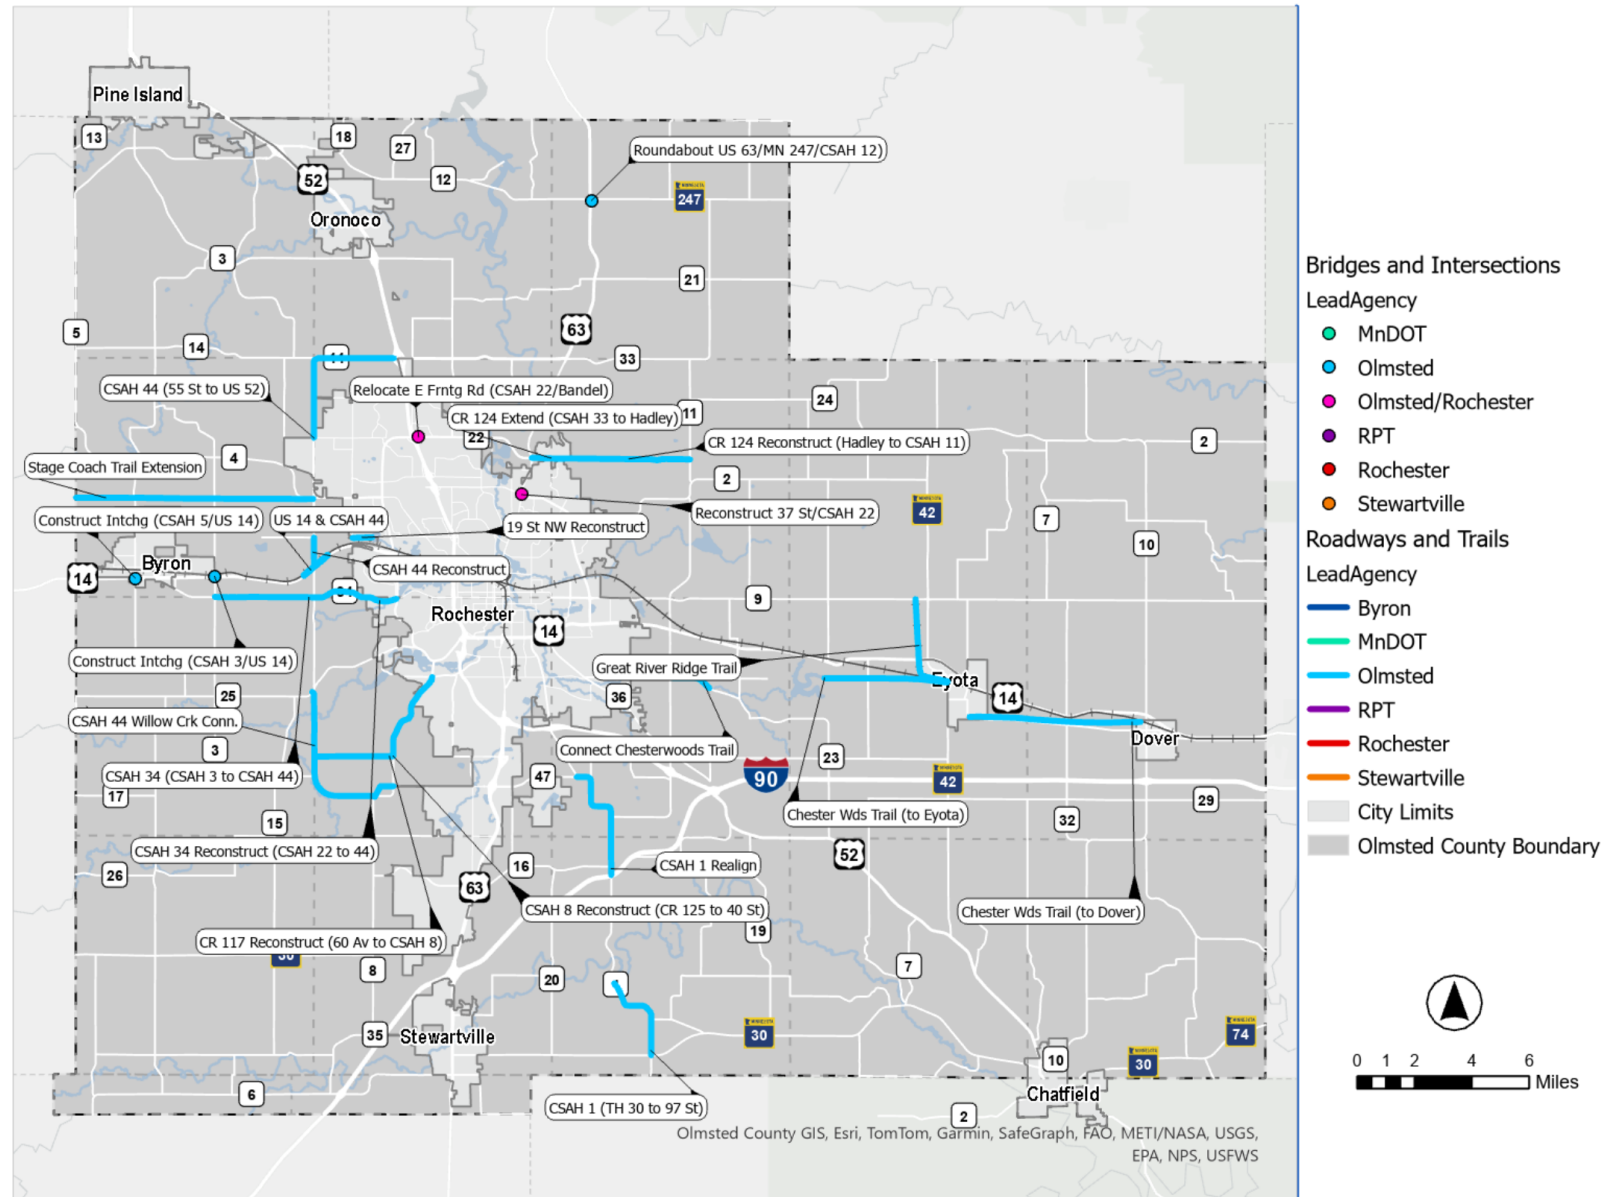 Pine Island
13
18
27
12
52
Oronoco
Roundabout US 63/MN 247/CSAH 12)
MINNESOTA
247
3
21
5
14
63
33
CSAH 44 (55 St to US 52)
Relocate E Frntg Rd (CSAH 22/Bandel)
24
CR 124 Extend (CSAH 33 to Hadley)
11
22
CR 124 Reconstruct (Hadley to CSAH 11)
2
4
Stage Coach Trail Extension
2
MINNESOTA
42
7
10
Construct Intchg (CSAH 5/US 14)
US 14 & CSAH 44
19 St NW Reconstruct
Reconstruct 37 St/CSAH 22
Byron
14
CSAH 44 Reconstruct
9
Rochester
14
Construct Intchg (CSAH 3/US 14)
Great River Ridge Trail
Eyota
14
25
36
CSAH 44 Willow Crk Conn.
3
Connect Chesterwoods Trail
Dover
CSAH 34 (CSAH 3 to CSAH 44)
47
90
23
MINNESOTA
42
17
29
15
Chester Wds Trail (to Eyota)
32
CSAH 34 Reconstruct (CSAH 22 to 44)
16
CSAH 1 Realign
52
26
63
CSAH 8 Reconstruct (CR 125 to 40 St)
Chester Wds Trail (to Dover)
CR 117 Reconstruct (60 Av to CSAH 8)
19
30
8
20
7
35
Stewartville
MINNESOTA
30
10
MINNESOTA
30
MINNESOTA
74
6
CSAH 1 (TH 30 to 97 St)
Chatfield
2
Olmsted County GIS, Esri, TomTom, Garmin, SafeGraph, FAO, METI/NASA, USGS,
EPA, NPS, USFWS
Bridges and Intersections
LeadAgency
MnDOT
Olmsted
Olmsted/Rochester
RPT
Rochester
Stewartville
Roadways and Trails
LeadAgency
Byron
MnDOT
Olmsted
RPT
Rochester
Stewartville
City Limits
Olmsted County Boundary
0 1 2 4 6
Miles